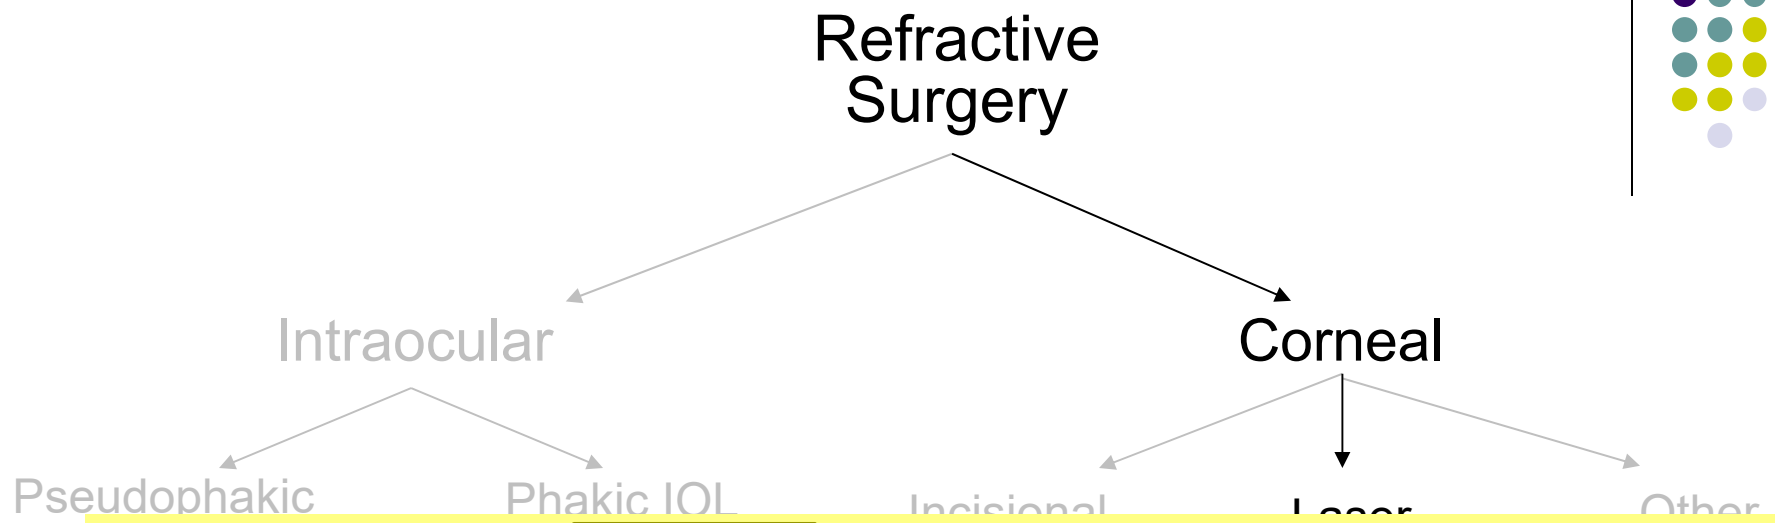 Refractive
Surgery
Intraocular
Corneal
Pseudophakic
Phakic IOL
Incisional
Laser
Other